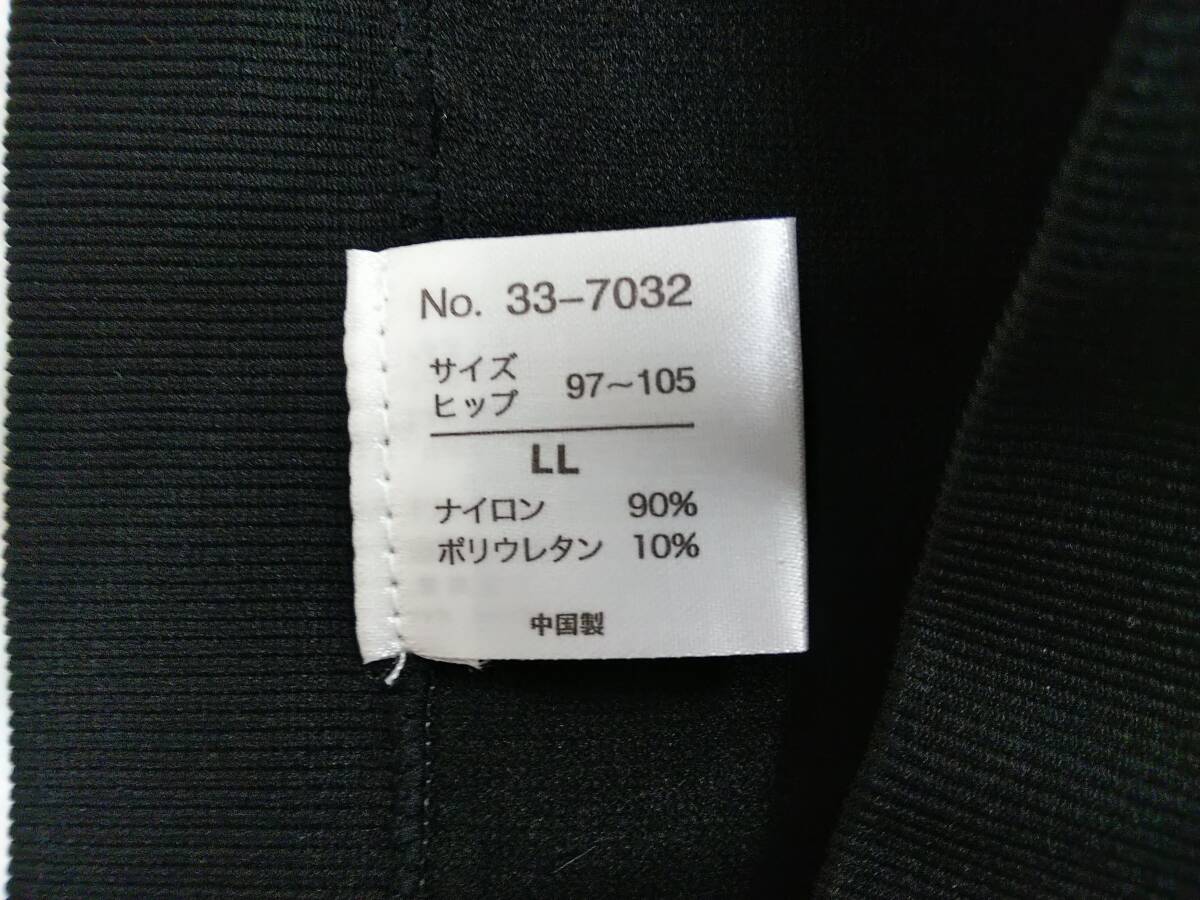 No. 33-7032
サイズ
ヒップ 97~105
LL
ナイロン 90%
ポリウレタン 10%
中国製